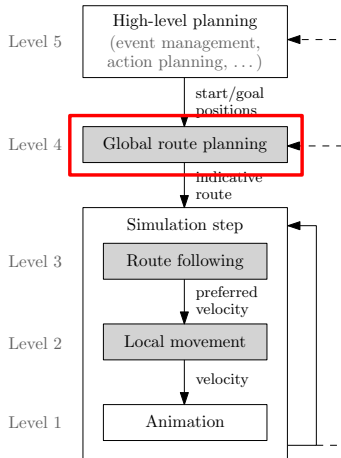 High-level planning
Level 5
(event management,
action planning, . . . )
start/goal
positions
Level 4
Global route planning
indicative
route
Simulation step
Level 3
Route following
preferred
velocity
Level 2
Local movement
velocity
Level 1
Animation